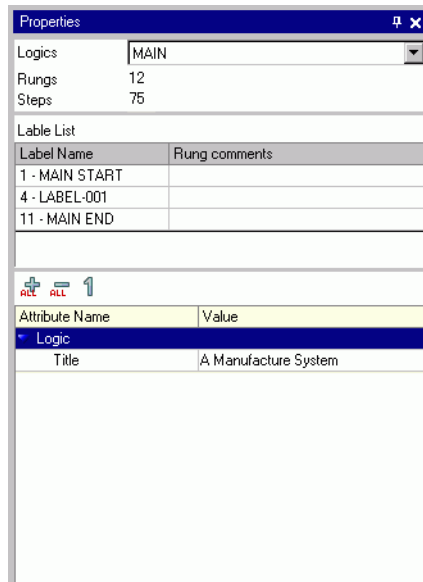 Properties
Logics MAIN
Rungs 12
Steps 75
Lable List
Label Name Rung comments
1 - MAIN START
4 - LABEL-001
11 - MAIN END
ALL ALL 1
Attribute Name Value
Logic
Title A Manufacture System